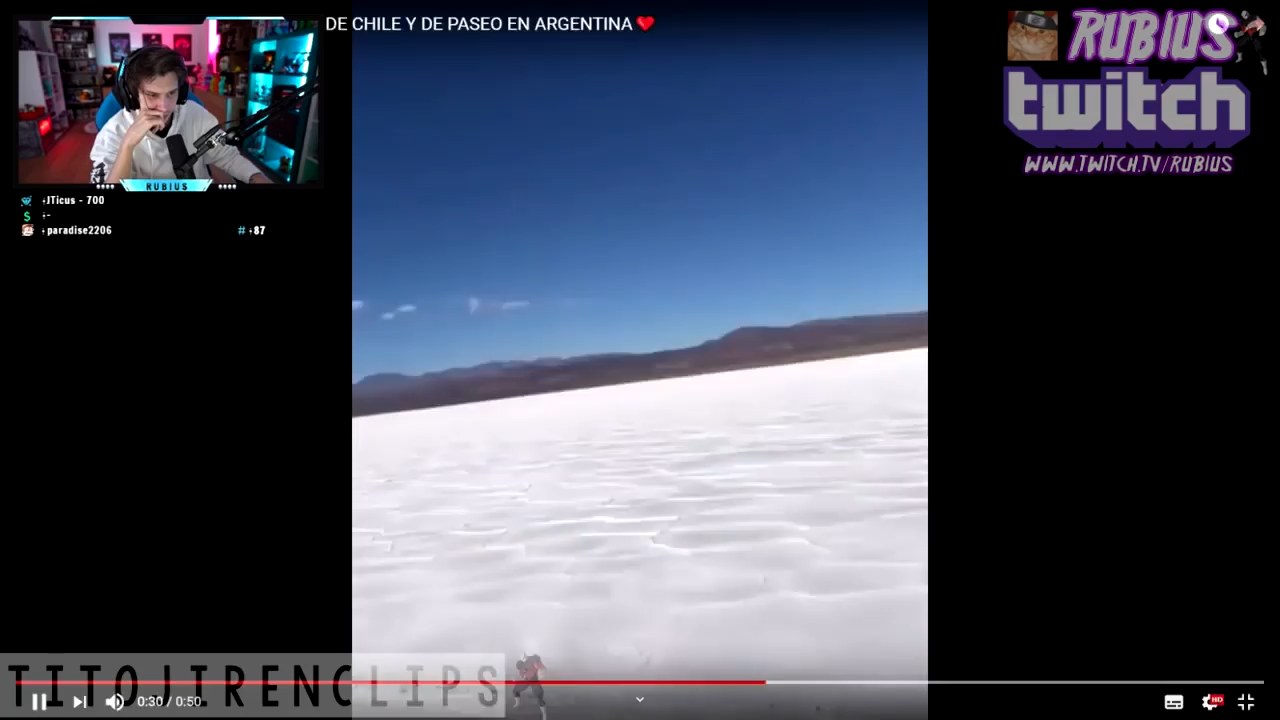 DE CHILE Y DE PASEO EN ARGENTINA ❤
RUBIUS
twitch
WWW.TWITCH.TV/RUBIUS
RUBIUS
+JTicus - 700
+-
+paradise2206 # +87
TITOJIRENCLIPS
0:30 / 0:50
HD